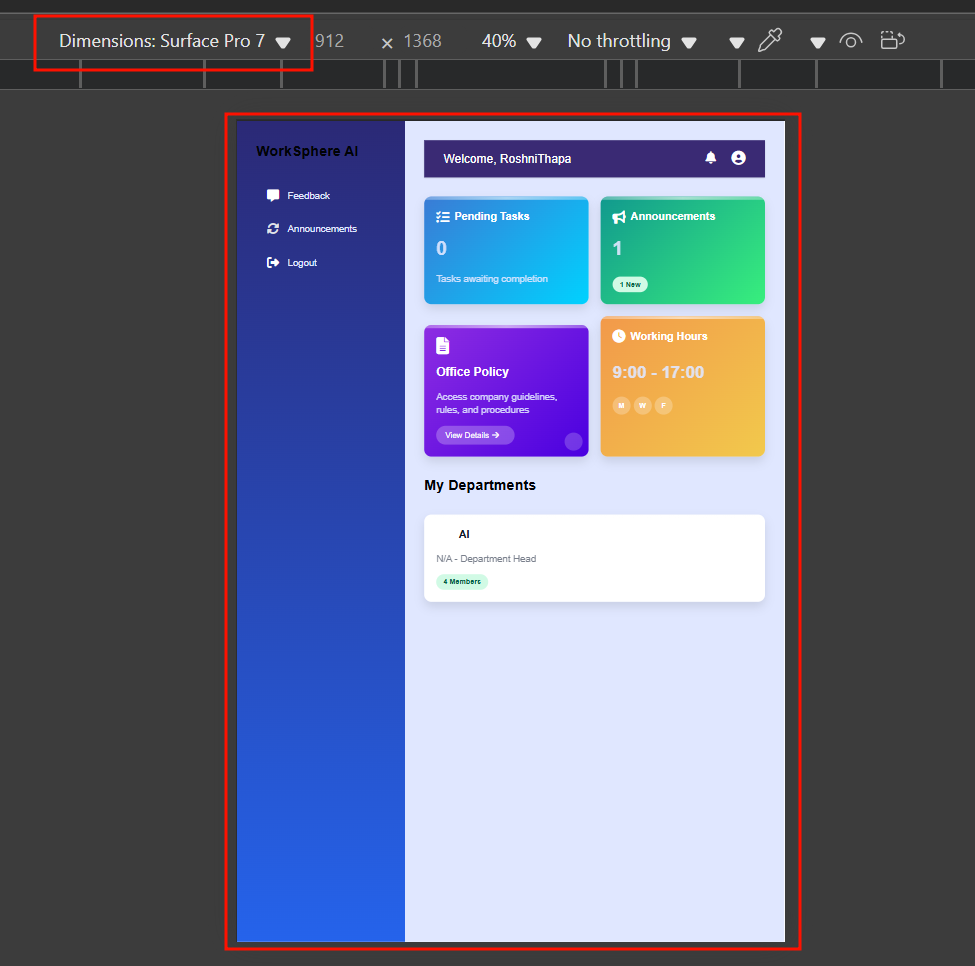 Dimensions: Surface Pro 7 912 × 1368 40% No throttling
WorkSphere AI
Feedback
Announcements
Logout
Welcome, RoshniThapa
Pending Tasks
0
Tasks awaiting completion
Announcements
1
1 New
Office Policy
Access company guidelines,
rules, and procedures
View Details →
Working Hours
9:00 - 17:00
M W F
My Departments
AI
N/A - Department Head
4 Members